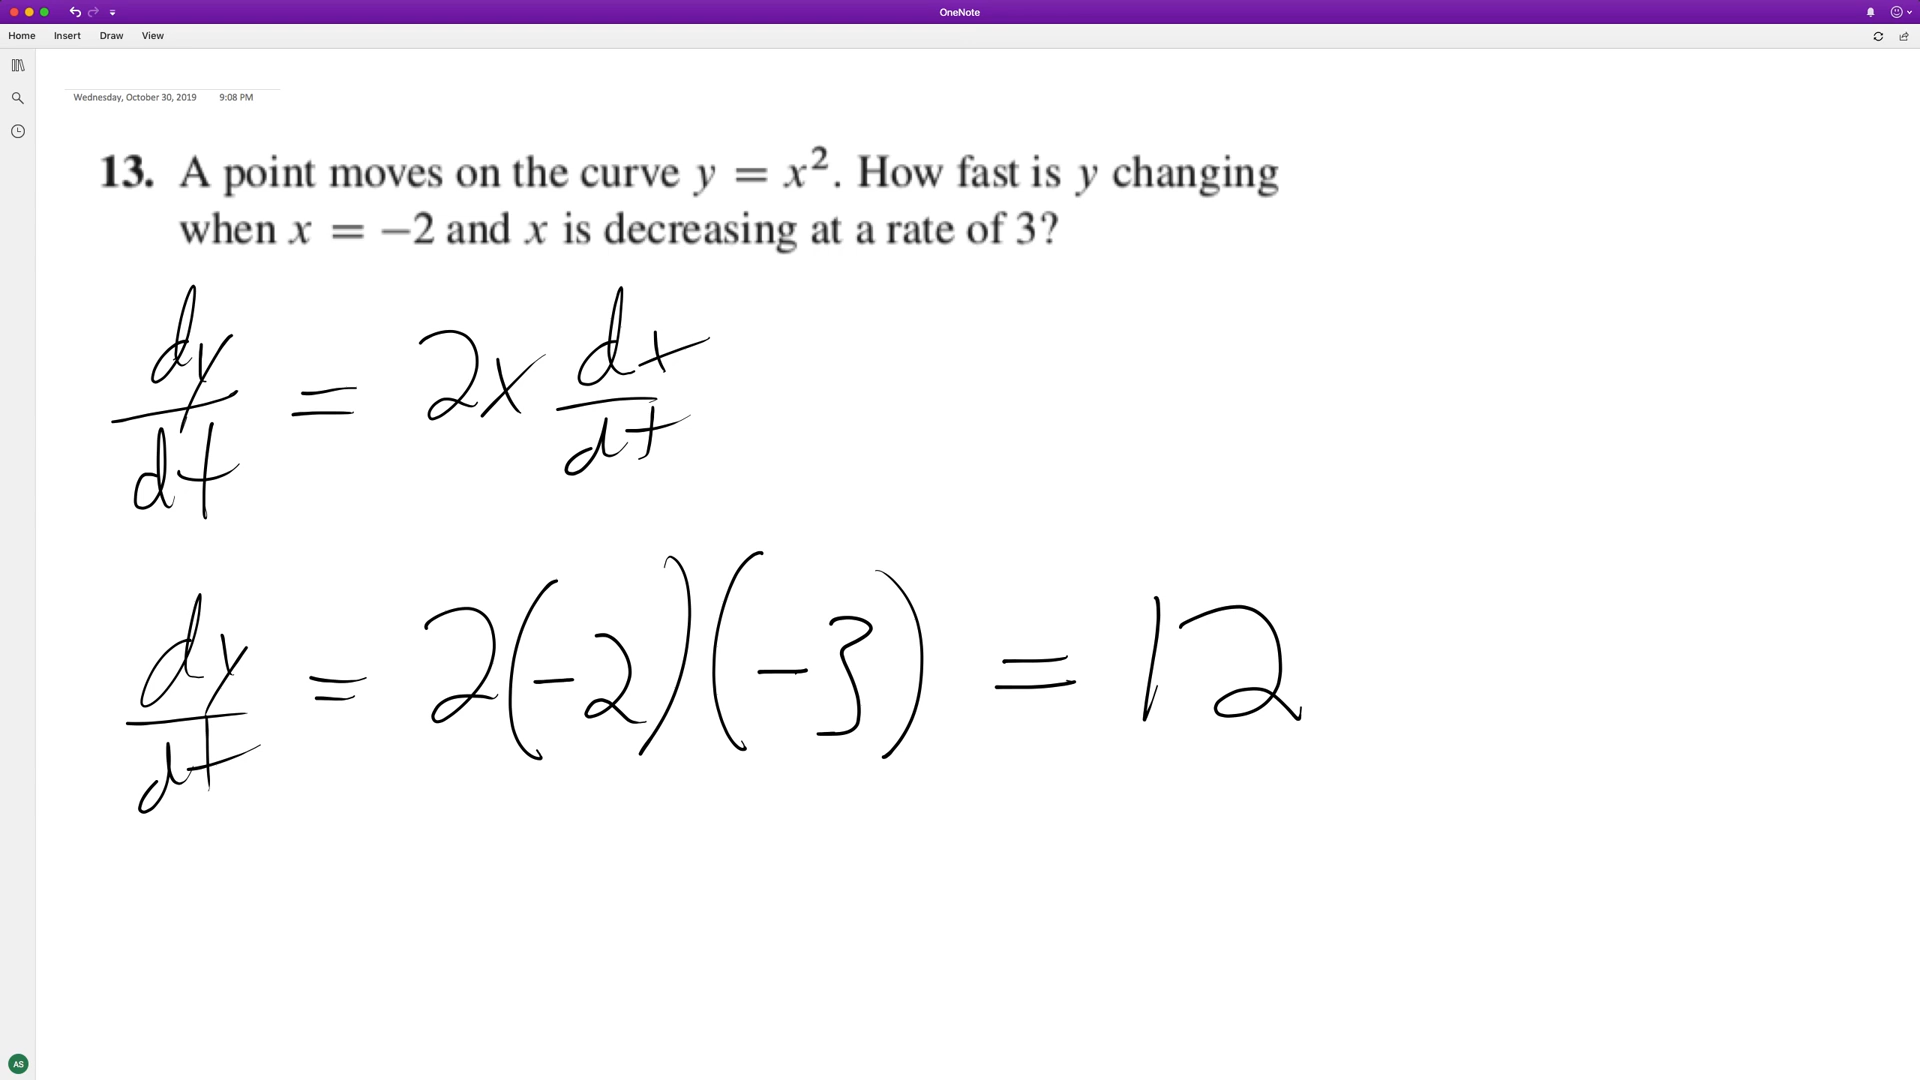 OneNote
Home Insert Draw View
Wednesday, October 30, 2019 9:08 PM
13. A point moves on the curve y = x². How fast is y changing
when x = −2 and x is decreasing at a rate of 3?
dy/dt = 2x dx/dt
dy/dt = 2(-2)(-3) = 12
AS